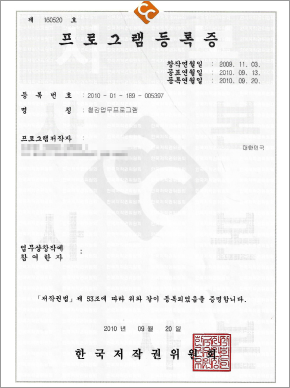 제 160520 호
프로그램등록증
창작연월일 : 2009. 11. 03.
공표연월일 : 2010. 09. 13.
등록연월일 : 2010. 09. 20.
등 록 번 호 : 2010 - 01 - 189 - 005397
명 칭 : 철강업무프로그램
프로그램저작자 :
대한민국
업무상창작에
참여한자 :
「저작권법」제 53조에 따라 위와 같이 등록되었음을 증명합니다.
2010 년 09 월 20 일
한국저작권위원회